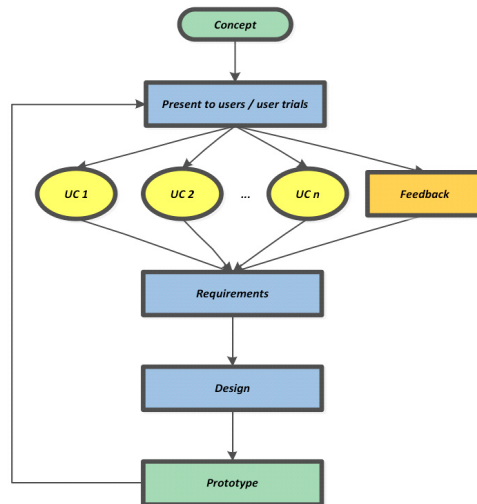 Concept
Present to users / user trials
UC 1
UC 2
...
UC n
Feedback
Requirements
Design
Prototype